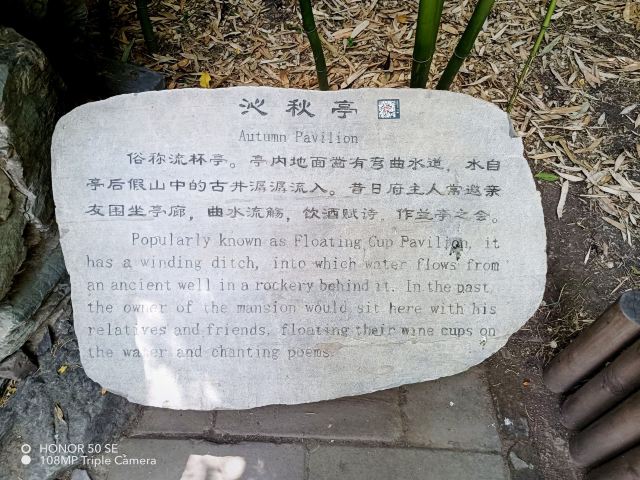 沁秋亭
Autumn Pavilion
俗称流杯亭。亭内地面凿有弯曲水道，水自
亭后假山中的古井潺潺流入。昔日府主人常邀亲
友围坐亭廊，曲水流觞，饮酒赋诗。作兰亭之会。
Popularly known as Floating Cup Pavilion, it
has a winding ditch, into which water flows from
an ancient well in a rockery behind it. In the past,
the owner of the mansion would sit here with his
relatives and friends, floating their wine cups on
the water and chanting poems.
HONOR 50 SE
108MP Triple Camera